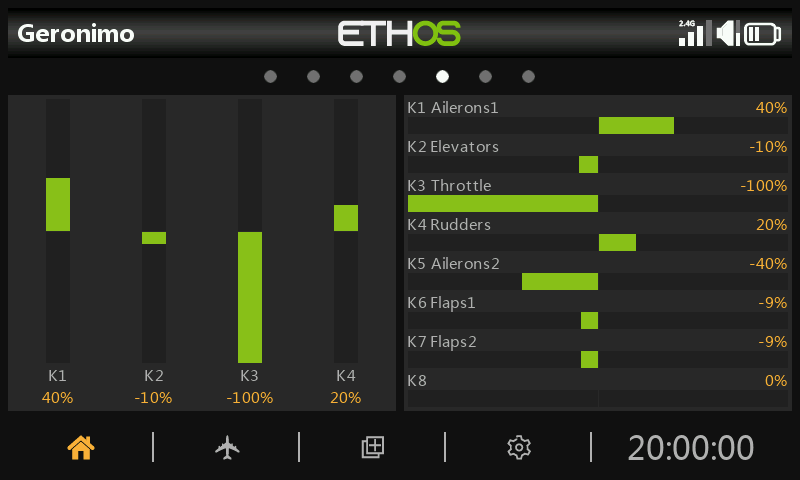 Geronimo
ETHOS
2.4G
K1 K2 K3 K4
40% -10% -100% 20%
K1 Ailerons1 40%
K2 Elevators -10%
K3 Throttle -100%
K4 Rudders 20%
K5 Ailerons2 -40%
K6 Flaps1 -9%
K7 Flaps2 -9%
K8 0%
20:00:00